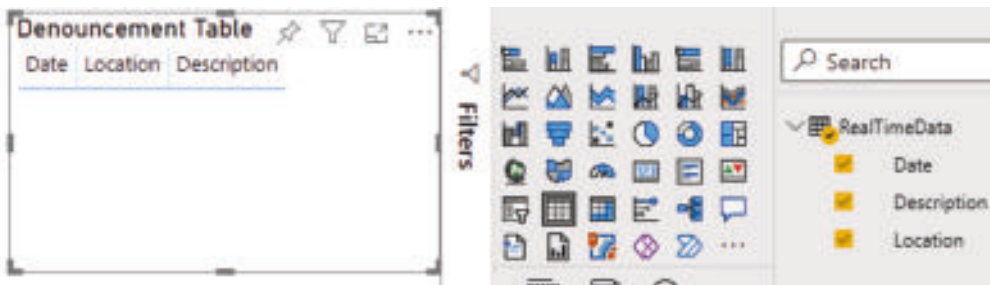 Denouncement Table
Date Location Description
Filters
Search
RealTimeData
Date
Description
Location